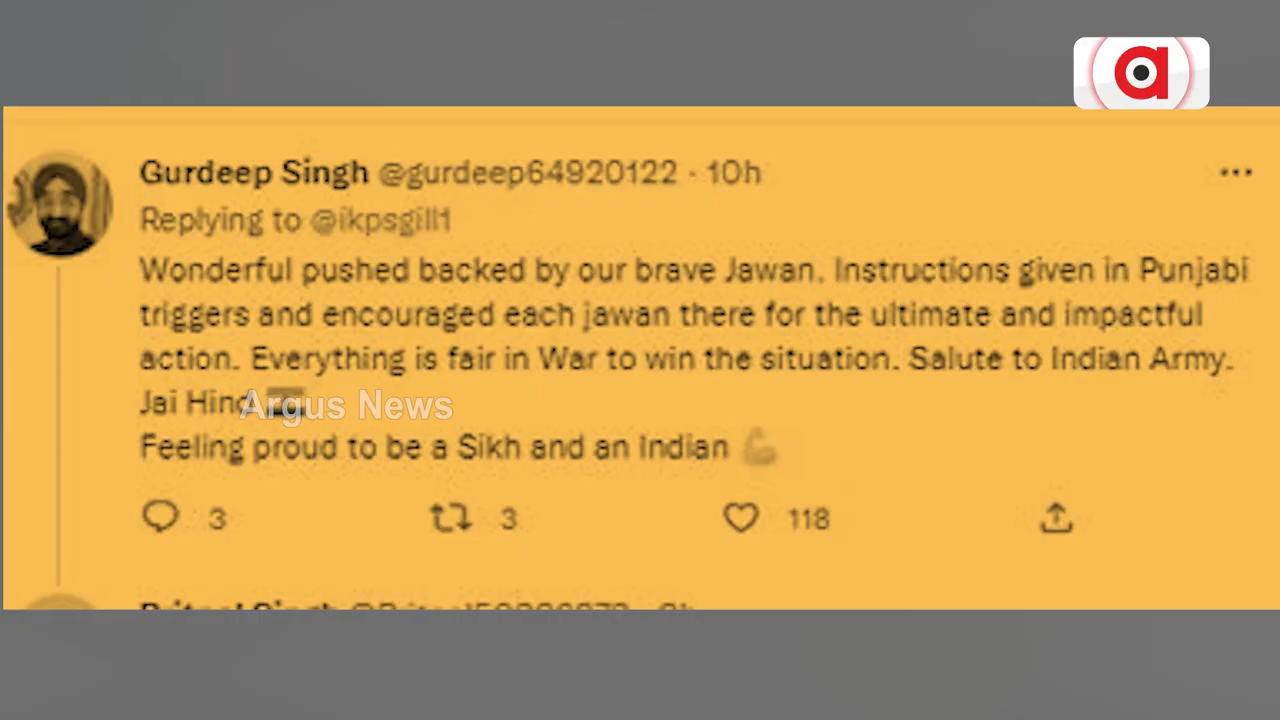 a
Gurdeep Singh @gurdeep64920122 · 10h
Replying to @ikpsgill1
Wonderful pushed backed by our brave Jawan. Instructions given in Punjabi
triggers and encouraged each jawan there for the ultimate and impactful
action. Everything is fair in War to win the situation. Salute to Indian Army.
Jai Hind
Argus News
Feeling proud to be a Sikh and an Indian 💪
3 3 118